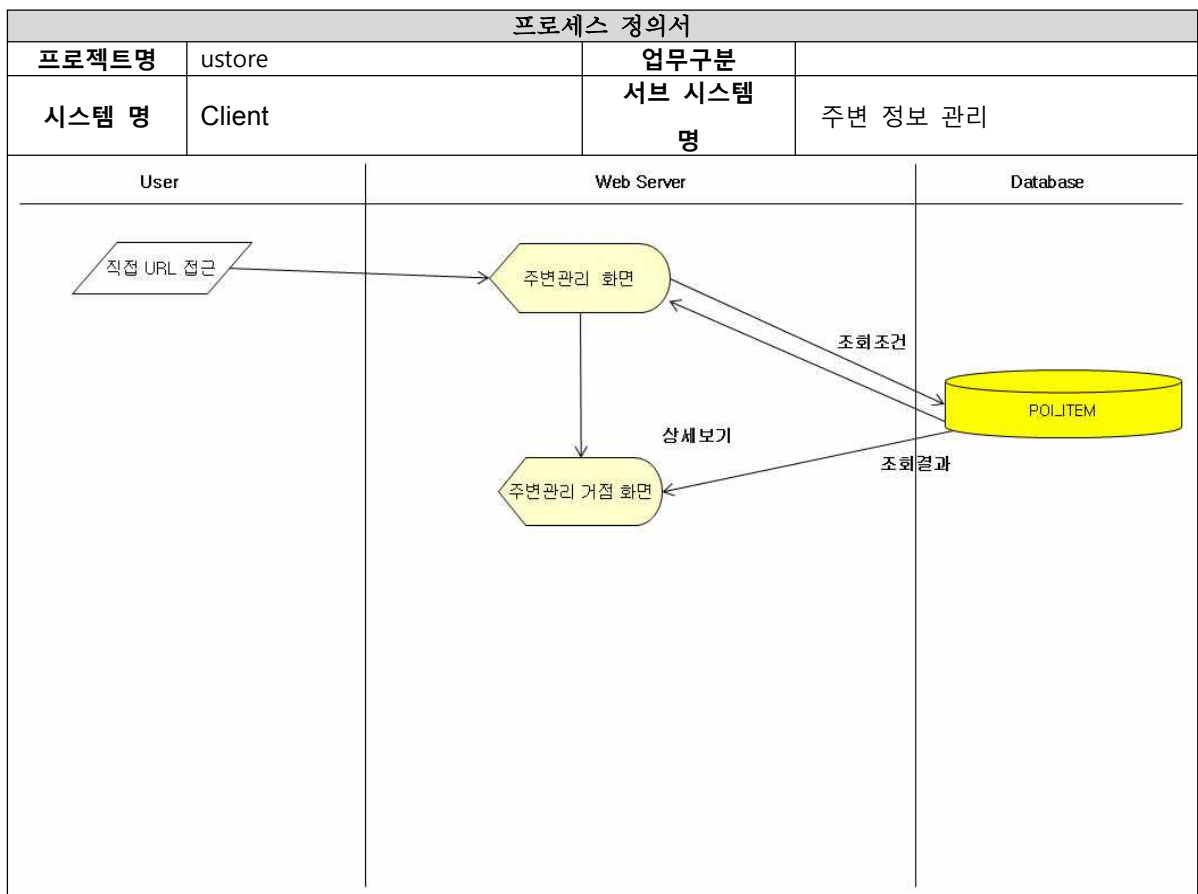 프로세스 정의서
프로젝트명 ustore 업무구분
시스템 명 Client 서브 시스템 명 주변 정보 관리
User Web Server Database
직접 URL 접근
주변관리 화면
조회조건
POI_ITEM
상세보기
조회결과
주변관리 거점 화면